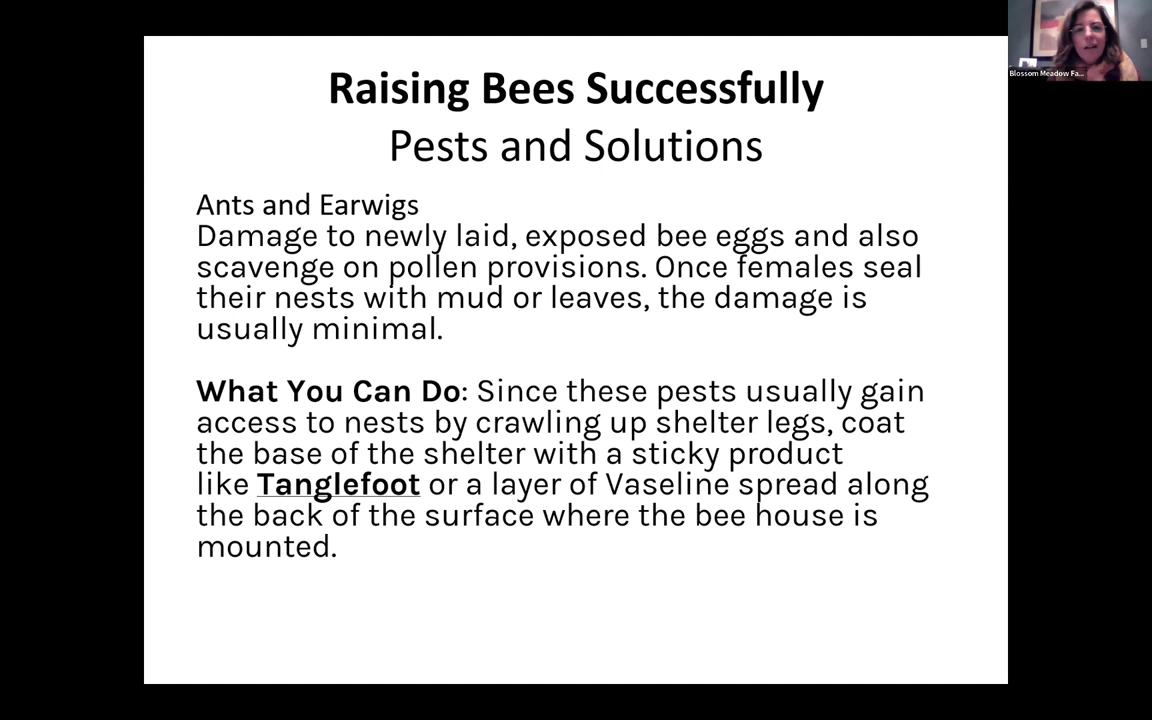 Raising Bees Successfully
Pests and Solutions
Ants and Earwigs
Damage to newly laid, exposed bee eggs and also
scavenge on pollen provisions. Once females seal
their nests with mud or leaves, the damage is
usually minimal.
What You Can Do: Since these pests usually gain
access to nests by crawling up shelter legs, coat
the base of the shelter with a sticky product
like Tanglefoot or a layer of Vaseline spread along
the back of the surface where the bee house is
mounted.
Blossom Meadow Fa...